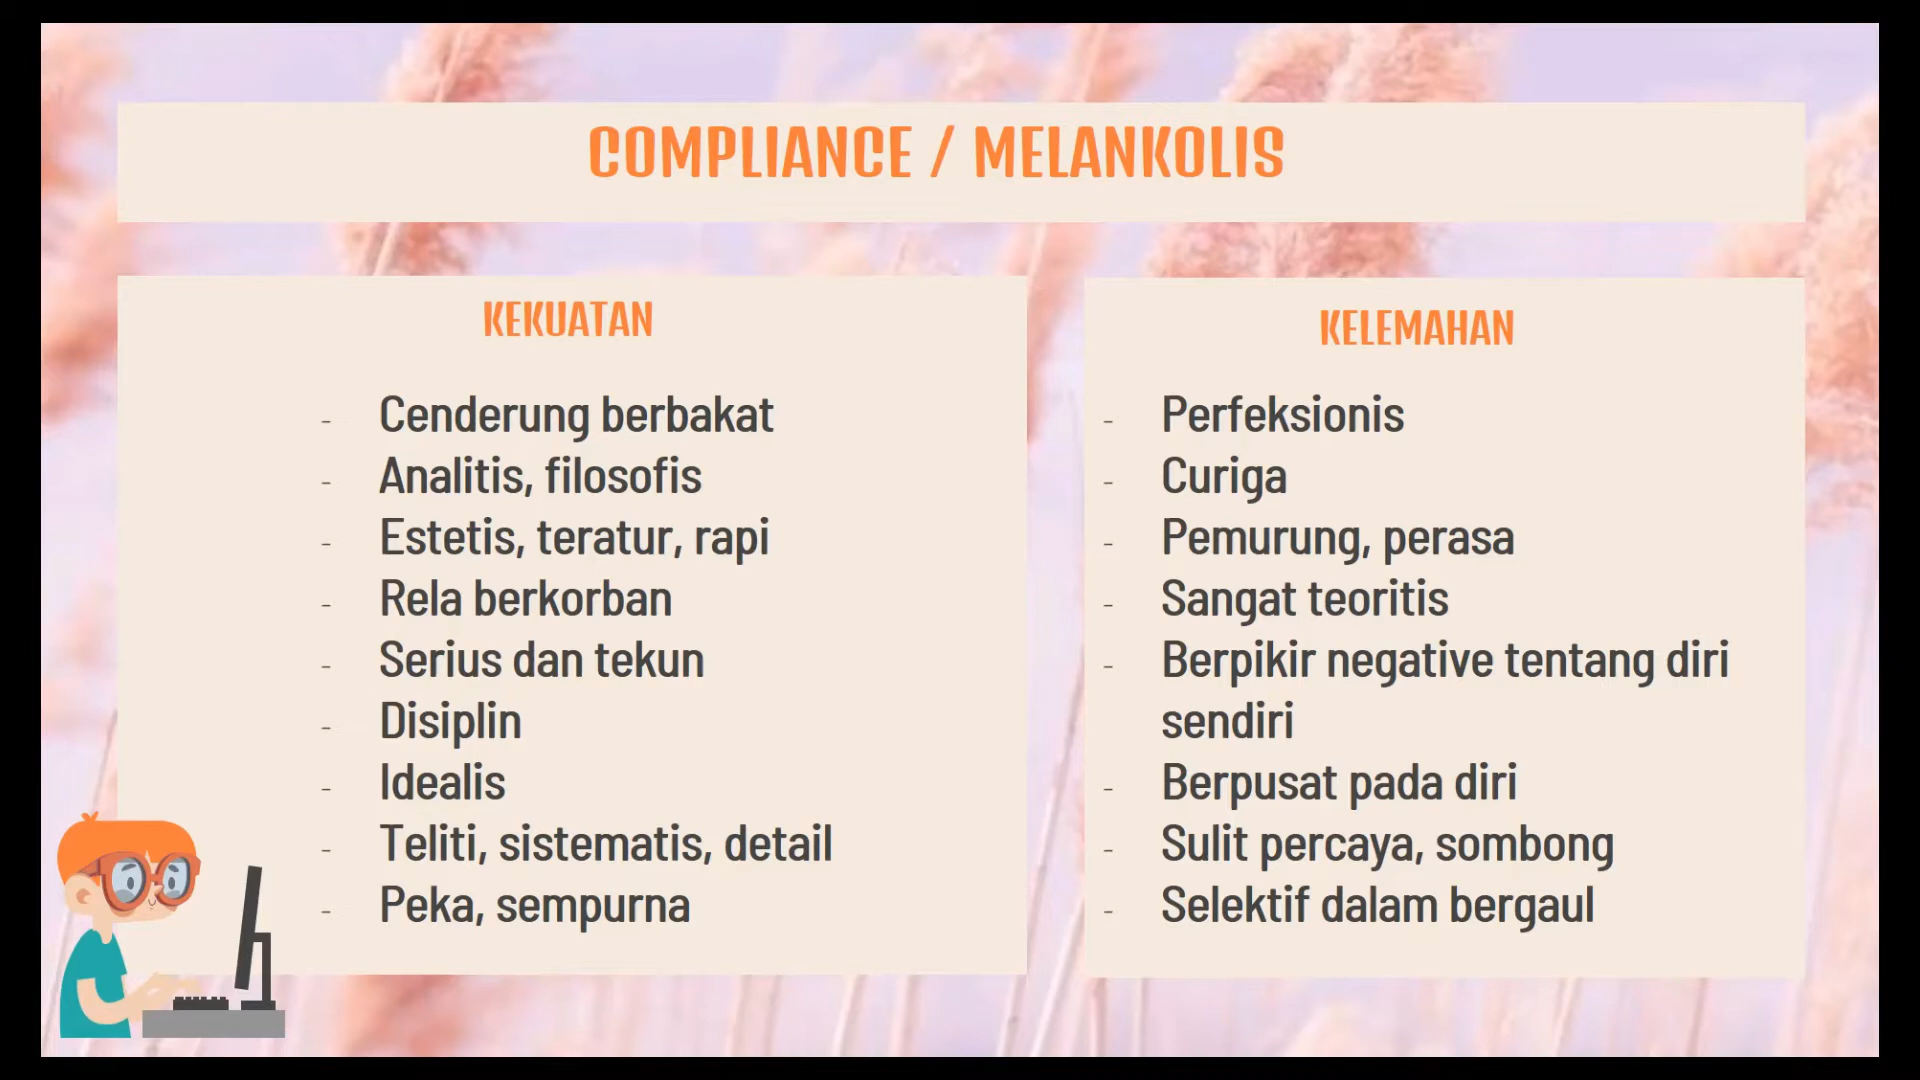 COMPLIANCE / MELANKOLIS
KEKUATAN
- Cenderung berbakat
- Analitis, filosofis
- Estetis, teratur, rapi
- Rela berkorban
- Serius dan tekun
- Disiplin
- Idealis
- Teliti, sistematis, detail
- Peka, sempurna
KELEMAHAN
- Perfeksionis
- Curiga
- Pemurung, perasa
- Sangat teoritis
- Berpikir negative tentang diri
sendiri
- Berpusat pada diri
- Sulit percaya, sombong
- Selektif dalam bergaul